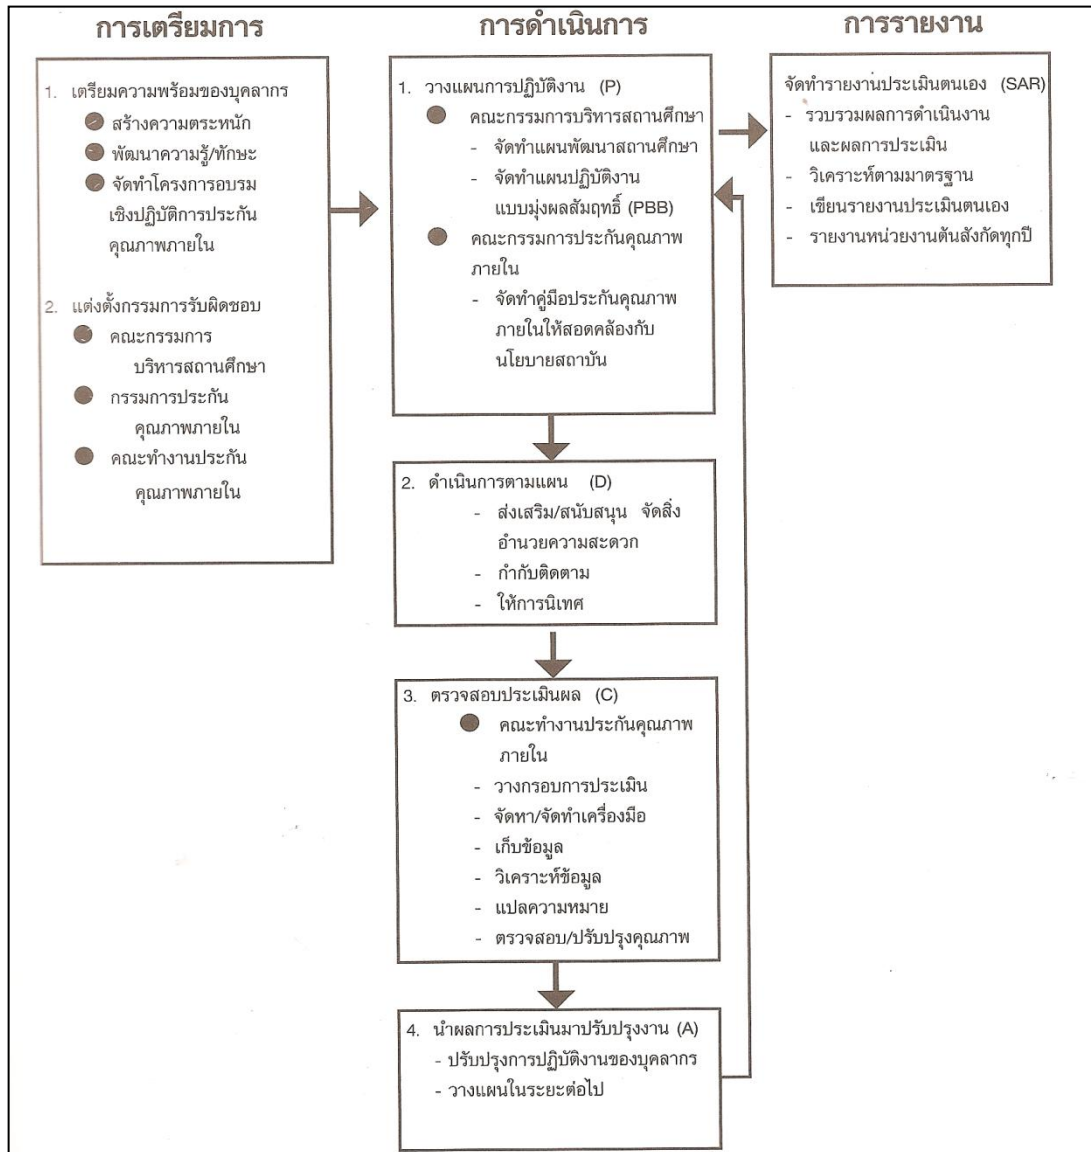 การเตรียมการ
1. เตรียมความพร้อมของบุคลากร
สร้างความตระหนัก
พัฒนาความรู้/ทักษะ
จัดทำโครงการอบรม
เชิงปฏิบัติการประกัน
คุณภาพภายใน
2. แต่งตั้งกรรมการรับผิดชอบ
คณะกรรมการ
บริหารสถานศึกษา
กรรมการประกัน
คุณภาพภายใน
คณะทำงานประกัน
คุณภาพภายใน
การดำเนินการ
1. วางแผนการปฏิบัติงาน (P)
คณะกรรมการบริหารสถานศึกษา
- จัดทำแผนพัฒนาสถานศึกษา
- จัดทำแผนปฏิบัติงาน
แบบมุ่งผลสัมฤทธิ์ (PBB)
คณะกรรมการประกันคุณภาพ
ภายใน
- จัดทำคู่มือประกันคุณภาพ
ภายในให้สอดคล้องกับ
นโยบายสถาบัน
2. ดำเนินการตามแผน (D)
- ส่งเสริม/สนับสนุน จัดสิ่ง
อำนวยความสะดวก
- กำกับติดตาม
- ให้การนิเทศ
3. ตรวจสอบประเมินผล (C)
คณะทำงานประกันคุณภาพ
ภายใน
- วางกรอบการประเมิน
- จัดหา/จัดทำเครื่องมือ
- เก็บข้อมูล
- วิเคราะห์ข้อมูล
- แปลความหมาย
- ตรวจสอบ/ปรับปรุงคุณภาพ
4. นำผลการประเมินมาปรับปรุงงาน (A)
- ปรับปรุงการปฏิบัติงานของบุคลากร
- วางแผนในระยะต่อไป
การรายงาน
จัดทำรายงานประเมินตนเอง (SAR)
- รวบรวมผลการดำเนินงาน
และผลการประเมิน
- วิเคราะห์ตามมาตรฐาน
- เขียนรายงานประเมินตนเอง
- รายงานหน่วยงานต้นสังกัดทุกปี